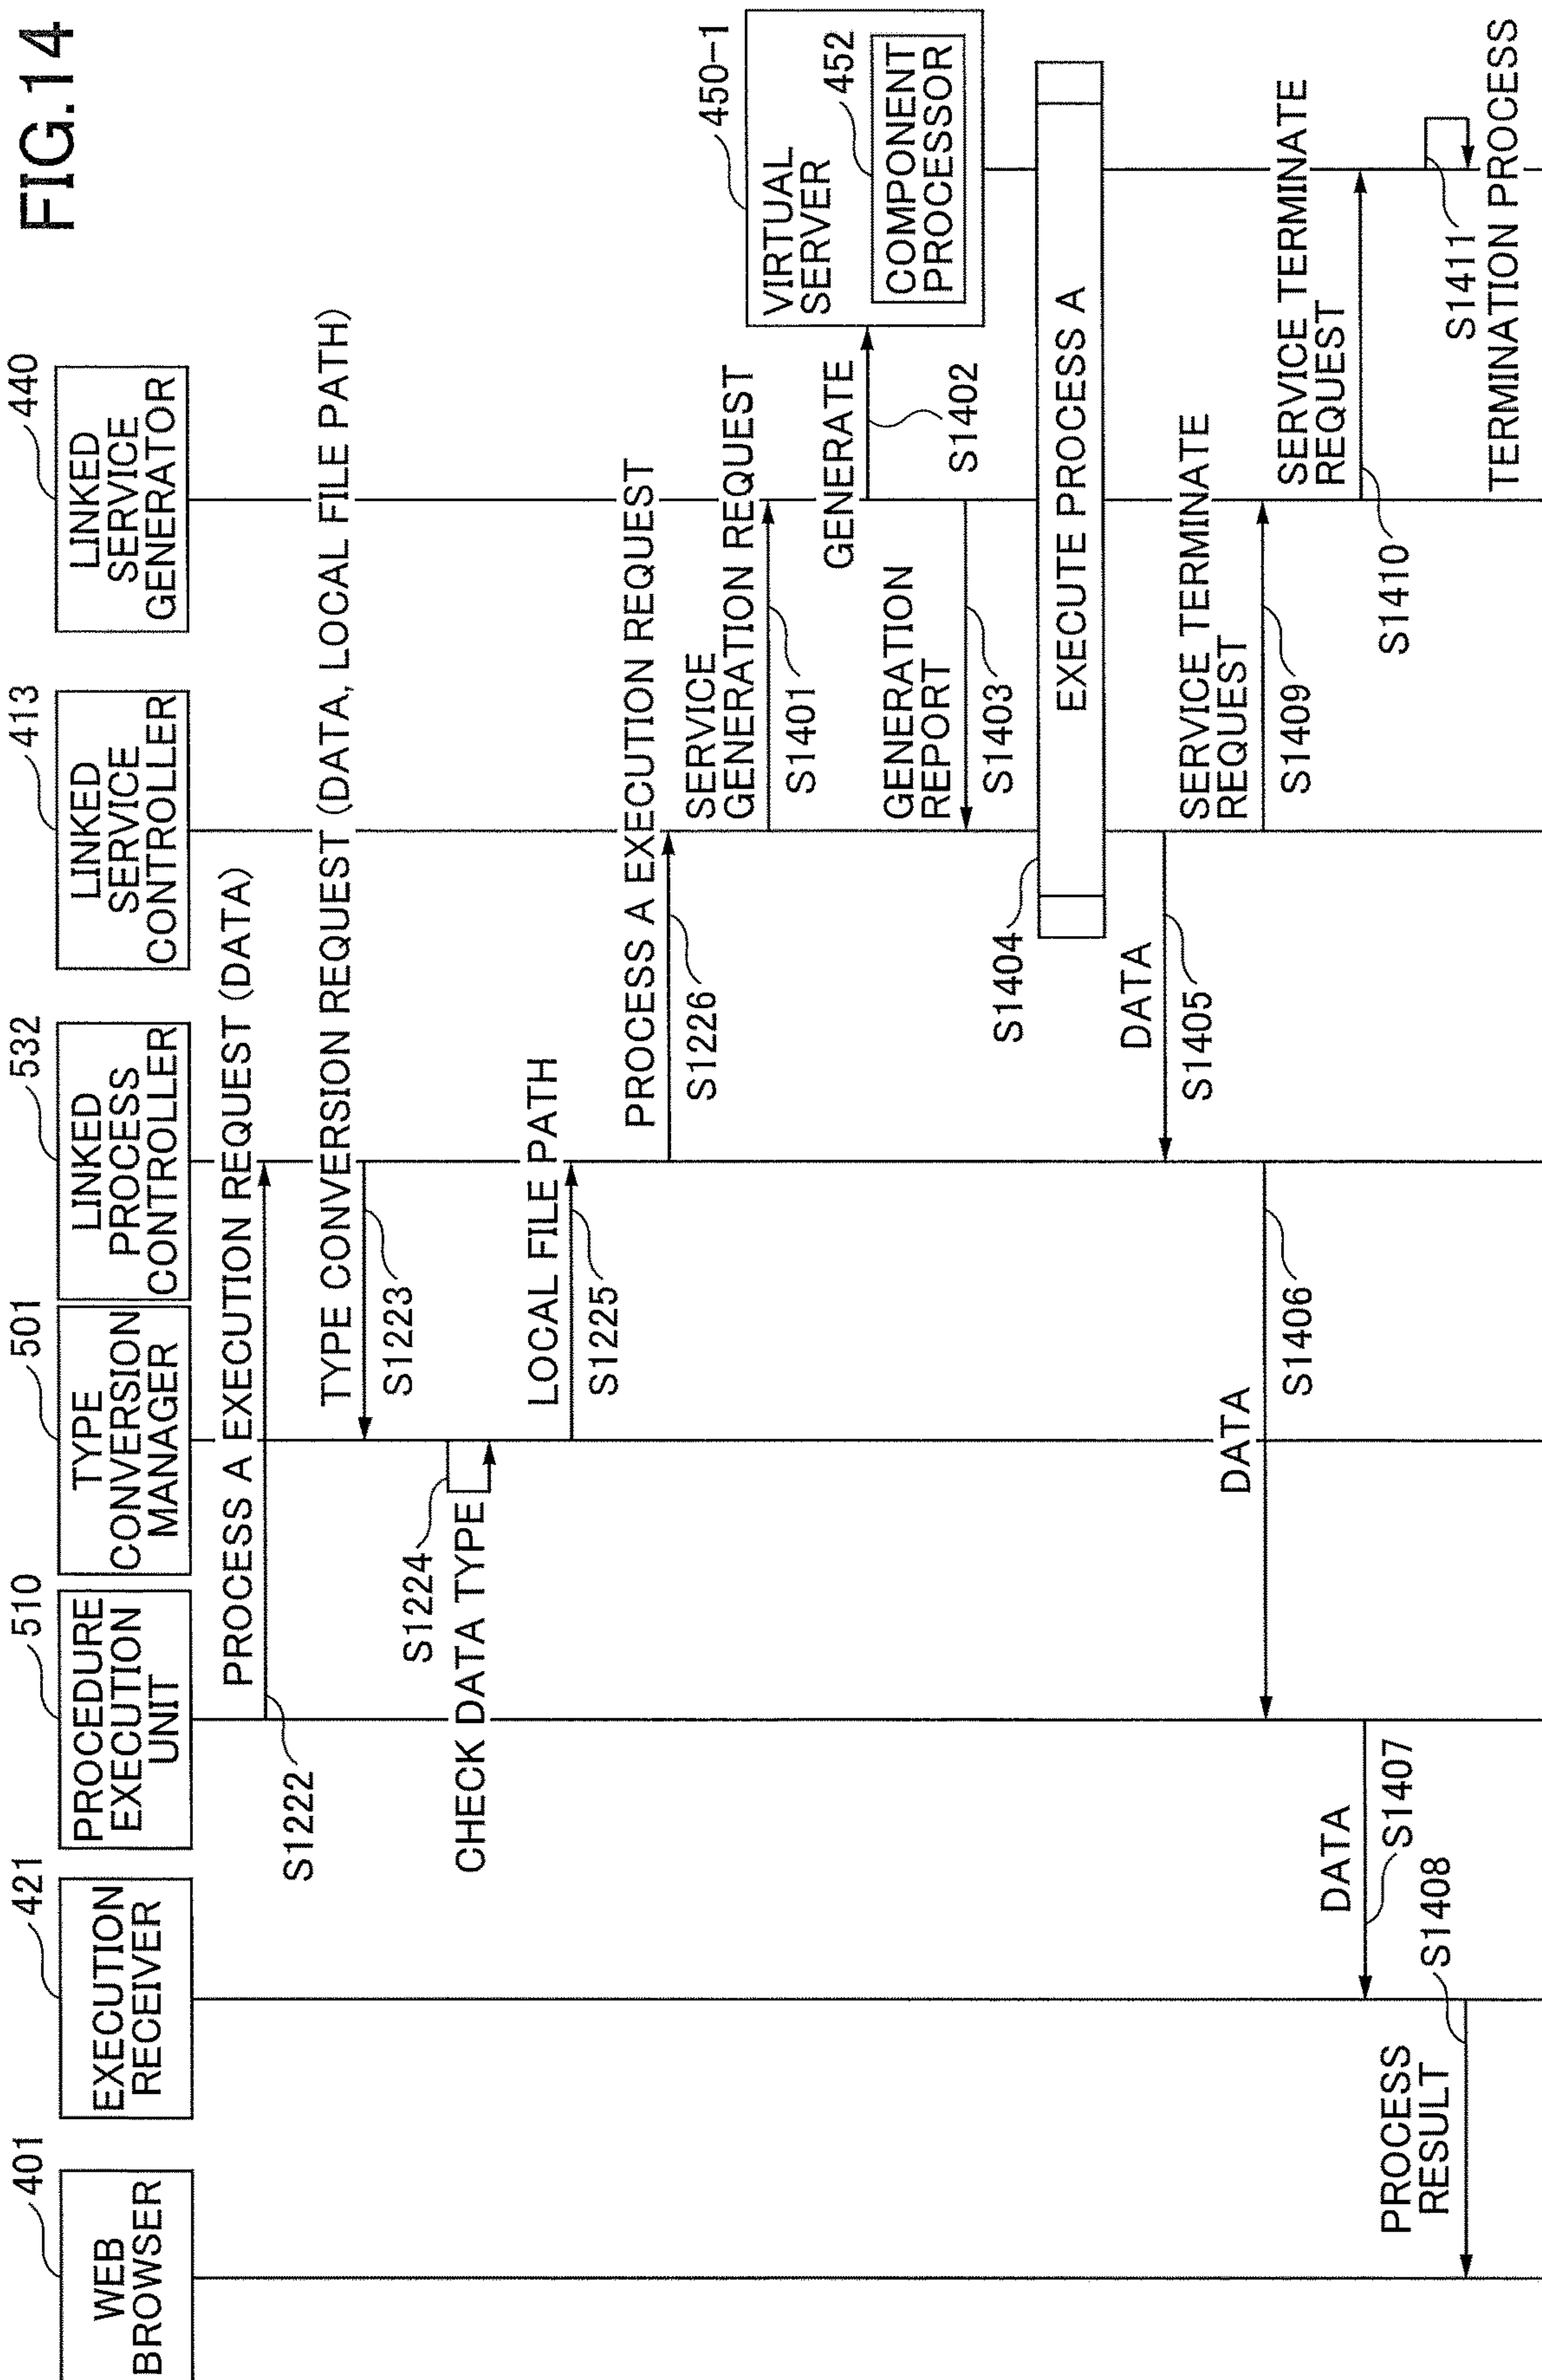 FIG.14
401
WEB
BROWSER
421
EXECUTION
RECEIVER
510
PROCEDURE
EXECUTION
UNIT
501
TYPE
CONVERSION
MANAGER
532
LINKED
PROCESS
CONTROLLER
413
LINKED
SERVICE
CONTROLLER
440
LINKED
SERVICE
GENERATOR
PROCESS A EXECUTION REQUEST (DATA)
S1222
TYPE CONVERSION REQUEST (DATA, LOCAL FILE PATH)
S1223
S1224
CHECK DATA TYPE
LOCAL FILE PATH
S1225
PROCESS A EXECUTION REQUEST
S1226
SERVICE
GENERATION REQUEST
S1401
450-1
VIRTUAL
SERVER
452
COMPONENT
PROCESSOR
GENERATE
S1402
GENERATION
REPORT
S1403
S1404
EXECUTE PROCESS A
DATA
S1405
SERVICE TERMINATE
REQUEST
S1409
DATA
S1406
SERVICE TERMINATE
REQUEST
S1410
DATA
S1407
S1408
PROCESS
RESULT
S1411
TERMINATION PROCESS